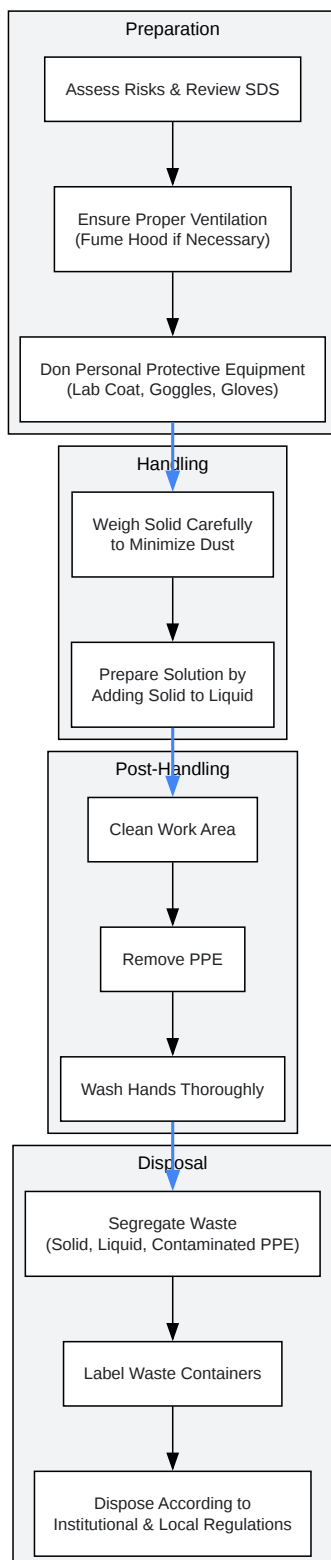 Preparation
Assess Risks & Review SDS
Ensure Proper Ventilation
(Fume Hood if Necessary)
Don Personal Protective Equipment
(Lab Coat, Goggles, Gloves)
Handling
Weigh Solid Carefully
to Minimize Dust
Prepare Solution by
Adding Solid to Liquid
Post-Handling
Clean Work Area
Remove PPE
Wash Hands Thoroughly
Disposal
Segregate Waste
(Solid, Liquid, Contaminated PPE)
Label Waste Containers
Dispose According to
Institutional & Local Regulations